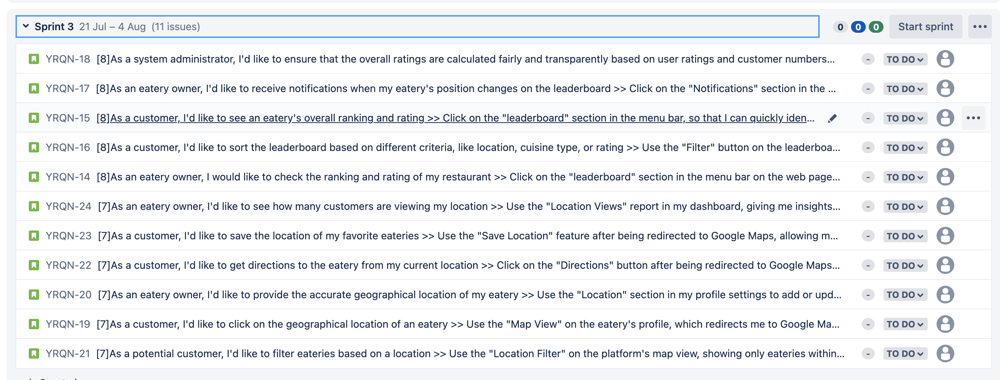 Sprint 3 21 Jul – 4 Aug (11 issues) 0 0 0 Start sprint
YRQN-18 [8]As a system administrator, I'd like to ensure that the overall ratings are calculated fairly and transparently based on user ratings and customer numbers... - TO DO
YRQN-17 [8]As an eatery owner, I'd like to receive notifications when my eatery's position changes on the leaderboard >> Click on the "Notifications" section in the ... - TO DO
YRQN-15 [8]As a customer, I'd like to see an eatery's overall ranking and rating >> Click on the "leaderboard" section in the menu bar, so that I can quickly iden... - TO DO
YRQN-16 [8]As a customer, I'd like to sort the leaderboard based on different criteria, like location, cuisine type, or rating >> Use the "Filter" button on the leaderboa... - TO DO
YRQN-14 [8]As an eatery owner, I would like to check the ranking and rating of my restaurant >> Click on the "leaderboard" section in the menu bar on the web page... - TO DO
YRQN-24 [7]As an eatery owner, I'd like to see how many customers are viewing my location >> Use the "Location Views" report in my dashboard, giving me insights... - TO DO
YRQN-23 [7]As a customer, I'd like to save the location of my favorite eateries >> Use the "Save Location" feature after being redirected to Google Maps, allowing m... - TO DO
YRQN-22 [7]As a customer, I'd like to get directions to the eatery from my current location >> Click on the "Directions" button after being redirected to Google Maps... - TO DO
YRQN-20 [7]As an eatery owner, I'd like to provide the accurate geographical location of my eatery >> Use the "Location" section in my profile settings to add or upd... - TO DO
YRQN-19 [7]As a customer, I'd like to click on the geographical location of an eatery >> Use the "Map View" on the eatery's profile, which redirects me to Google Ma... - TO DO
YRQN-21 [7]As a potential customer, I'd like to filter eateries based on a location >> Use the "Location Filter" on the platform's map view, showing only eateries within... - TO DO